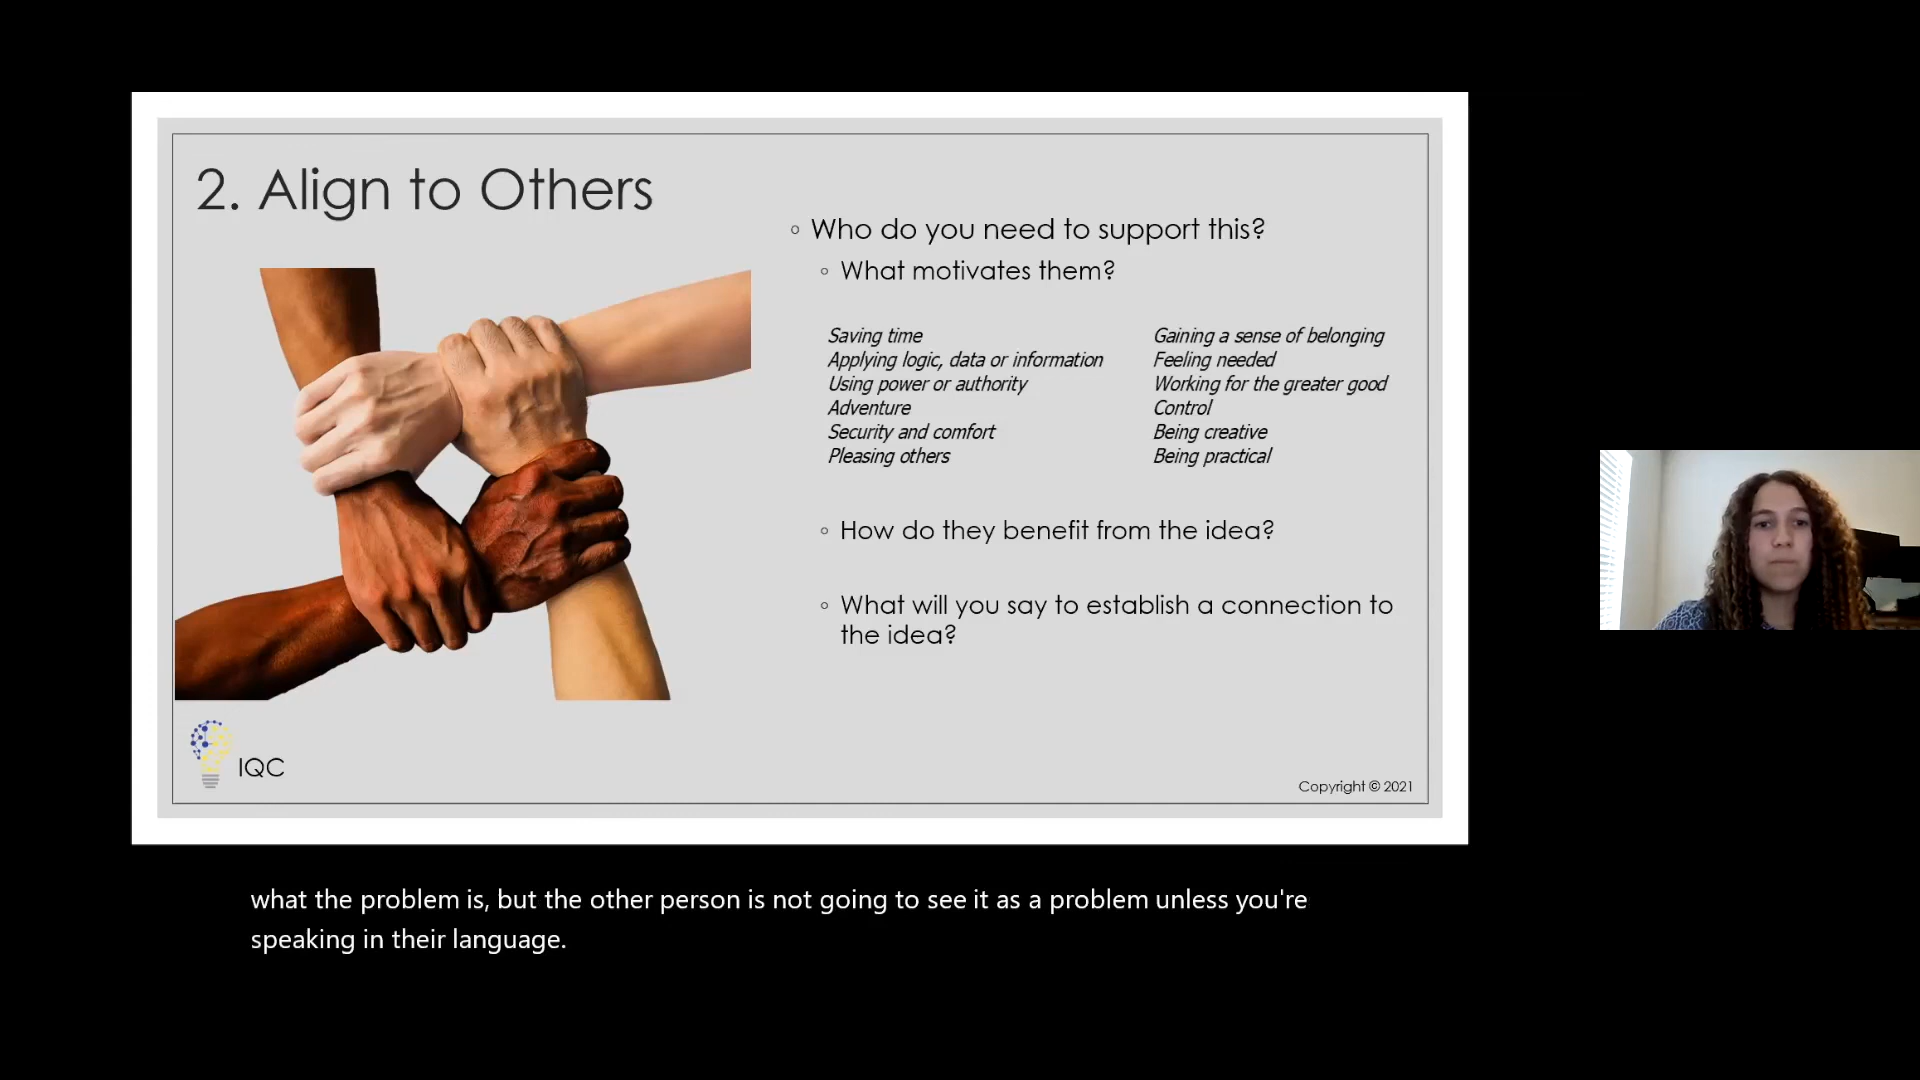 2. Align to Others
◦ Who do you need to support this?
◦ What motivates them?
Saving time
Applying logic, data or information
Using power or authority
Adventure
Security and comfort
Pleasing others
Gaining a sense of belonging
Feeling needed
Working for the greater good
Control
Being creative
Being practical
◦ How do they benefit from the idea?
◦ What will you say to establish a connection to
the idea?
IQC
Copyright © 2021
what the problem is, but the other person is not going to see it as a problem unless you're
speaking in their language.